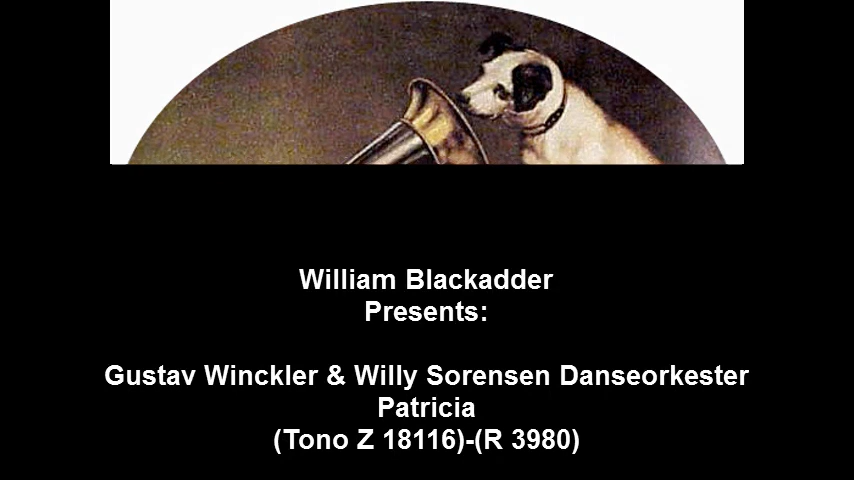 William Blackadder
Presents:
Gustav Winckler & Willy Sorensen Danseorkester
Patricia
(Tono Z 18116)-(R 3980)